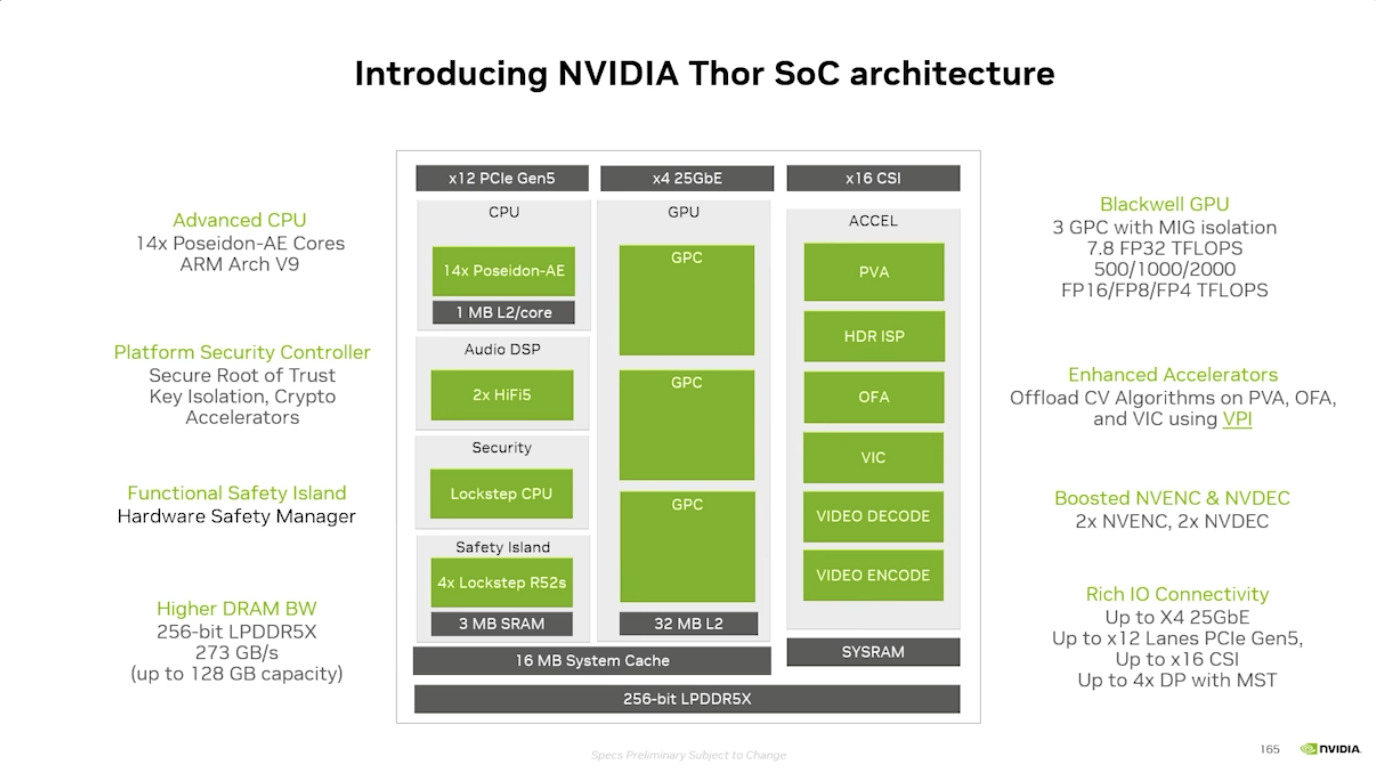 Introducing NVIDIA Thor SoC architecture
Advanced CPU
14x Poseidon-AE Cores
ARM Arch V9
Platform Security Controller
Secure Root of Trust
Key Isolation, Crypto
Accelerators
Functional Safety Island
Hardware Safety Manager
Higher DRAM BW
256-bit LPDDR5X
273 GB/s
(up to 128 GB capacity)
x12 PCIe Gen5
x4 25GbE
x16 CSI
CPU
14x Poseidon-AE
1 MB L2/core
Audio DSP
2x HiFi5
Security
Lockstep CPU
Safety Island
4x Lockstep R52s
3 MB SRAM
GPU
GPC
GPC
GPC
32 MB L2
ACCEL
PVA
HDR ISP
OFA
VIC
VIDEO DECODE
VIDEO ENCODE
16 MB System Cache
SYSRAM
256-bit LPDDR5X
Blackwell GPU
3 GPC with MIG isolation
7.8 FP32 TFLOPS
500/1000/2000
FP16/FP8/FP4 TFLOPS
Enhanced Accelerators
Offload CV Algorithms on PVA, OFA,
and VIC using VPI
Boosted NVENC & NVDEC
2x NVENC, 2x NVDEC
Rich IO Connectivity
Up to X4 25GbE
Up to x12 Lanes PCIe Gen5,
Up to x16 CSI
Up to 4x DP with MST
Specs Preliminary Subject to Change
165
NVIDIA.